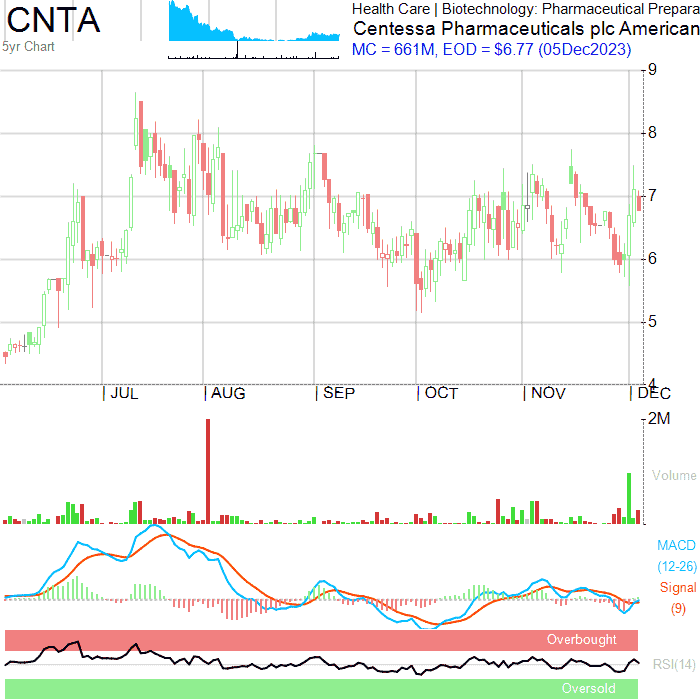 CNTA
5yr Chart
Health Care | Biotechnology: Pharmaceutical Prepara
Centessa Pharmaceuticals plc American
MC = 661M, EOD = $6.77 (05Dec2023)
9
8
7
6
5
4
JUL
AUG
SEP
OCT
NOV
DEC
2M
Volume
MACD
(12-26)
Signal
(9)
Overbought
RSI(14)
Oversold